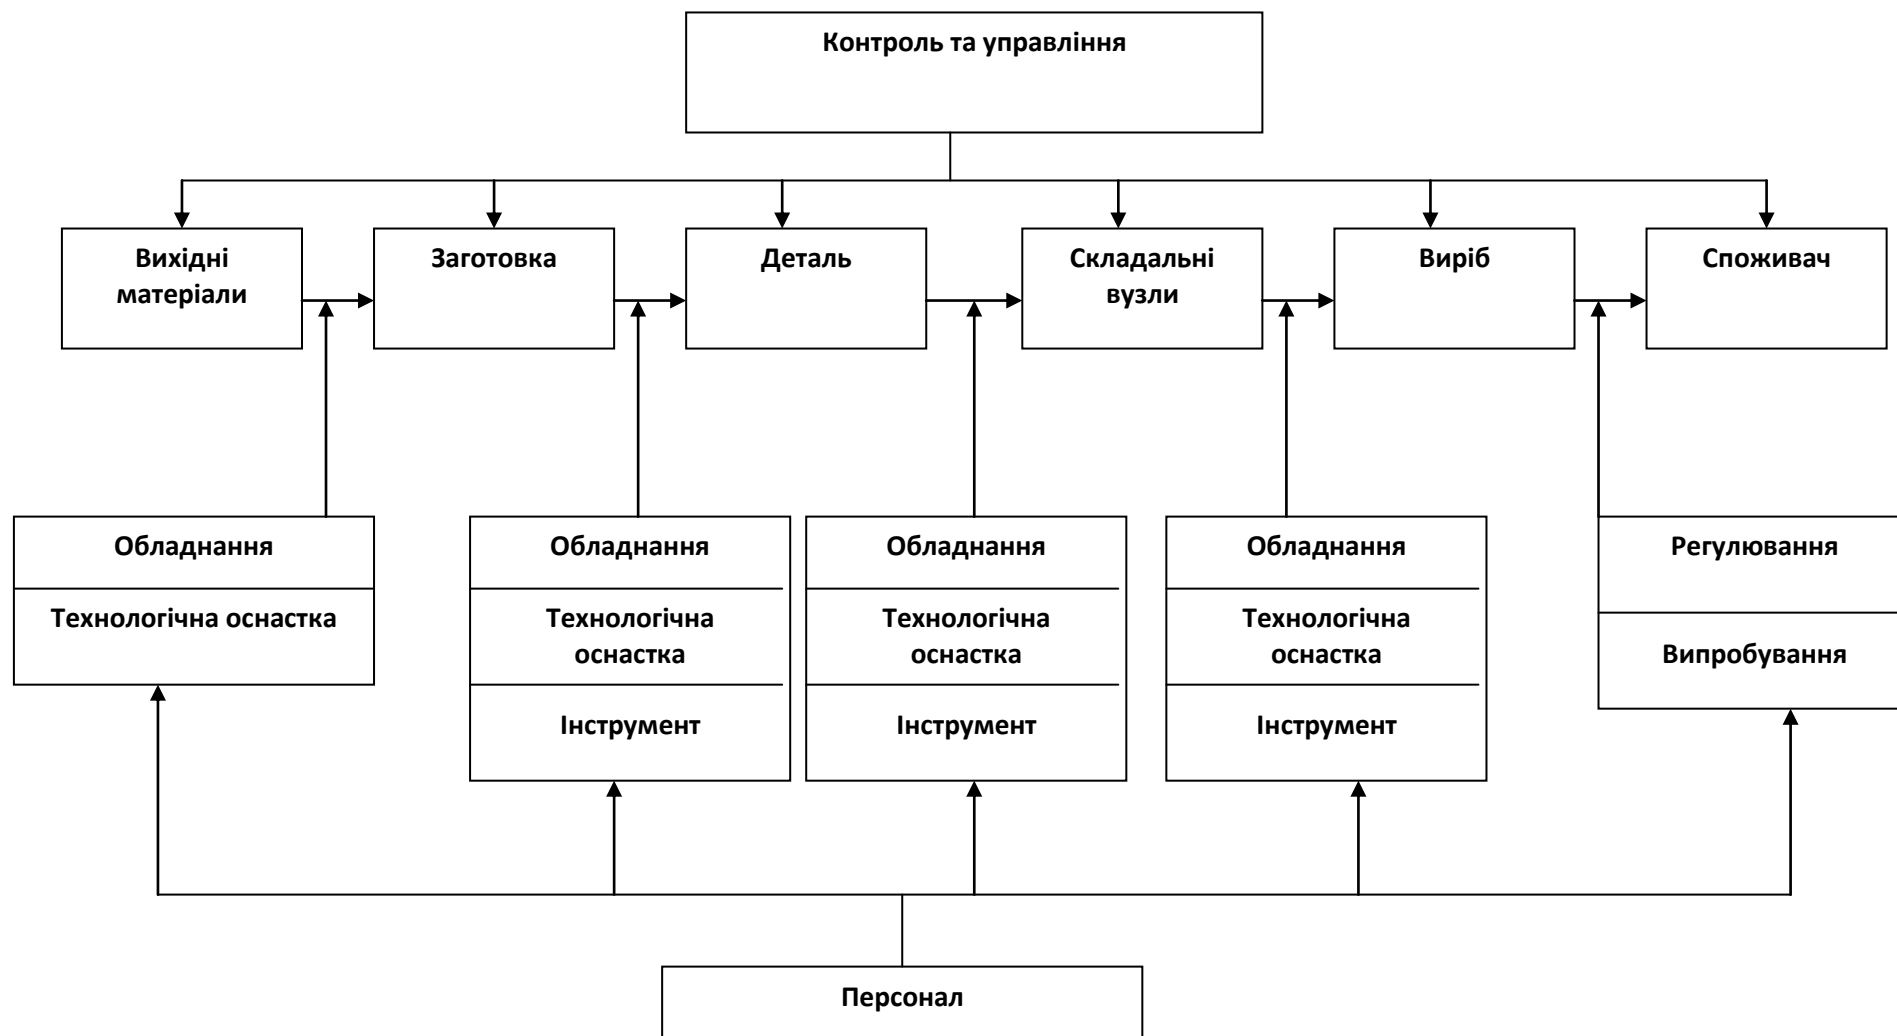 Контроль та управління
Вихідні
матеріали
Заготовка
Деталь
Складальні
вузли
Виріб
Споживач
Обладнання
Технологічна оснастка
Обладнання
Технологічна
оснастка
Інструмент
Обладнання
Технологічна
оснастка
Інструмент
Обладнання
Технологічна
оснастка
Інструмент
Регулювання
Випробування
Персонал